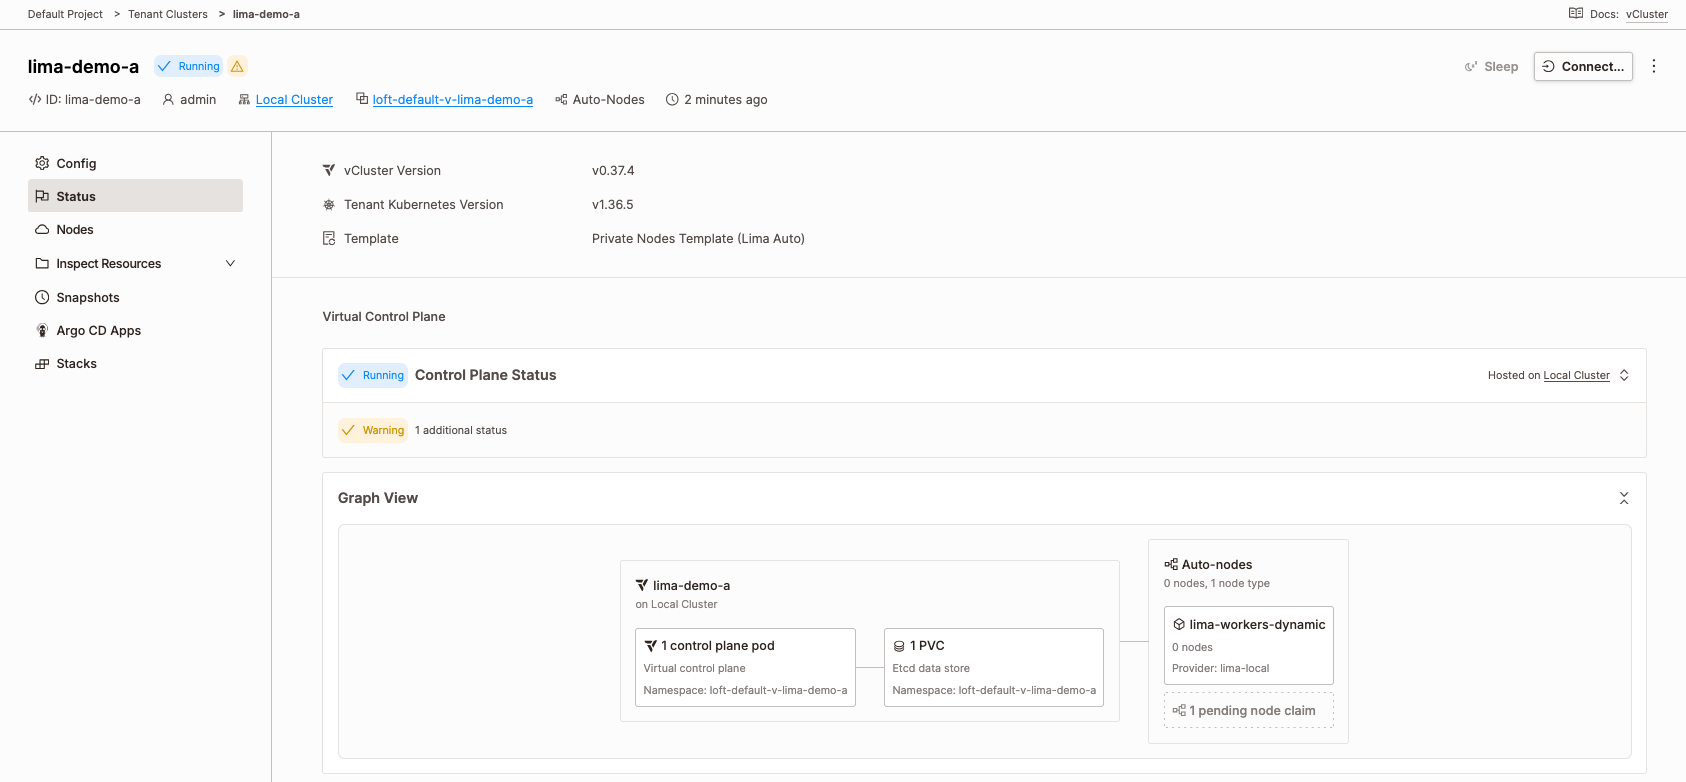 Default Project > Tenant Clusters > lima-demo-a
Docs: vCluster
lima-demo-a Running
Sleep Connect...
ID: lima-demo-a admin Local Cluster loft-default-v-lima-demo-a Auto-Nodes 2 minutes ago
Config
Status
Nodes
Inspect Resources
Snapshots
Argo CD Apps
Stacks
vCluster Version v0.37.4
Tenant Kubernetes Version v1.36.5
Template Private Nodes Template (Lima Auto)
Virtual Control Plane
Running Control Plane Status Hosted on Local Cluster
Warning 1 additional status
Graph View
lima-demo-a
on Local Cluster
1 control plane pod
Virtual control plane
Namespace: loft-default-v-lima-demo-a
1 PVC
Etcd data store
Namespace: loft-default-v-lima-demo-a
Auto-nodes
0 nodes, 1 node type
lima-workers-dynamic
0 nodes
Provider: lima-local
1 pending node claim